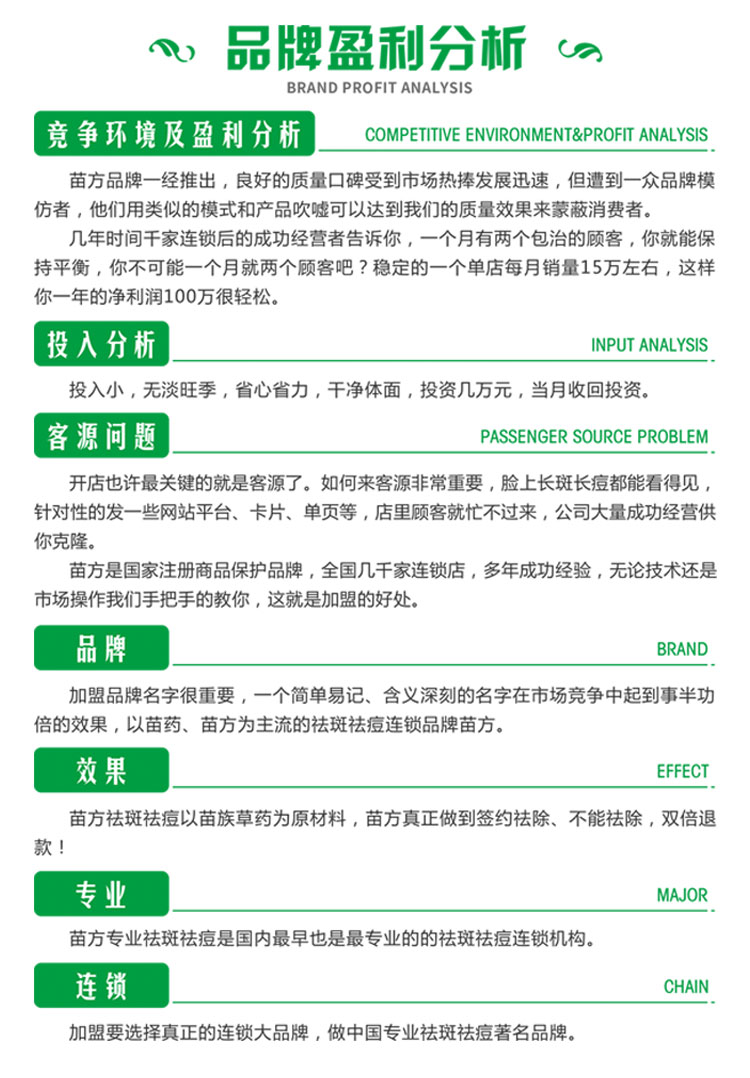 品牌盈利分析
BRAND PROFIT ANALYSIS
竞争环境及盈利分析
COMPETITIVE ENVIRONMENT&PROFIT ANALYSIS
苗方品牌一经推出，良好的质量口碑受到市场热捧发展迅速，但遭到一众品牌模
仿者，他们用类似的模式和产品吹嘘可以达到我们的质量效果来蒙蔽消费者。
几年时间千家连锁后的成功经营者告诉你，一个月有两个包治的顾客，你就能保
持平衡，你不可能一个月就两个顾客吧？稳定的一个单店每月销量15万左右，这样
你一年的净利润100万很轻松。
投入分析
INPUT ANALYSIS
投入小，无淡旺季，省心省力，干净体面，投资几万元，当月收回投资。
客源问题
PASSENGER SOURCE PROBLEM
开店也许最关键的就是客源了。如何来客源非常重要，脸上长斑长痘都能看得见，
针对性的发一些网站平台、卡片、单页等，店里顾客就忙不过来，公司大量成功经营供
你克隆。
苗方是国家注册商品保护品牌，全国几千家连锁店，多年成功经验，无论技术还是
市场操作我们手把手的教你，这就是加盟的好处。
品牌
BRAND
加盟品牌名字很重要，一个简单易记、含义深刻的名字在市场竞争中起到事半功
倍的效果，以苗药、苗方为主流的祛斑祛痘连锁品牌苗方。
效果
EFFECT
苗方祛斑祛痘以苗族草药为原材料，苗方真正做到签约祛除、不能祛除，双倍退
款！
专业
MAJOR
苗方专业祛斑祛痘是国内最早也是最专业的的祛斑祛痘连锁机构。
连锁
CHAIN
加盟要选择真正的连锁大品牌，做中国专业祛斑祛痘著名品牌。